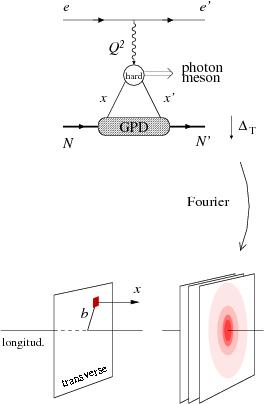 e e’
Q²
hard
photon
meson
x x’
GPD
N N’
Δ_T
Fourier
b x
longitud.
transverse